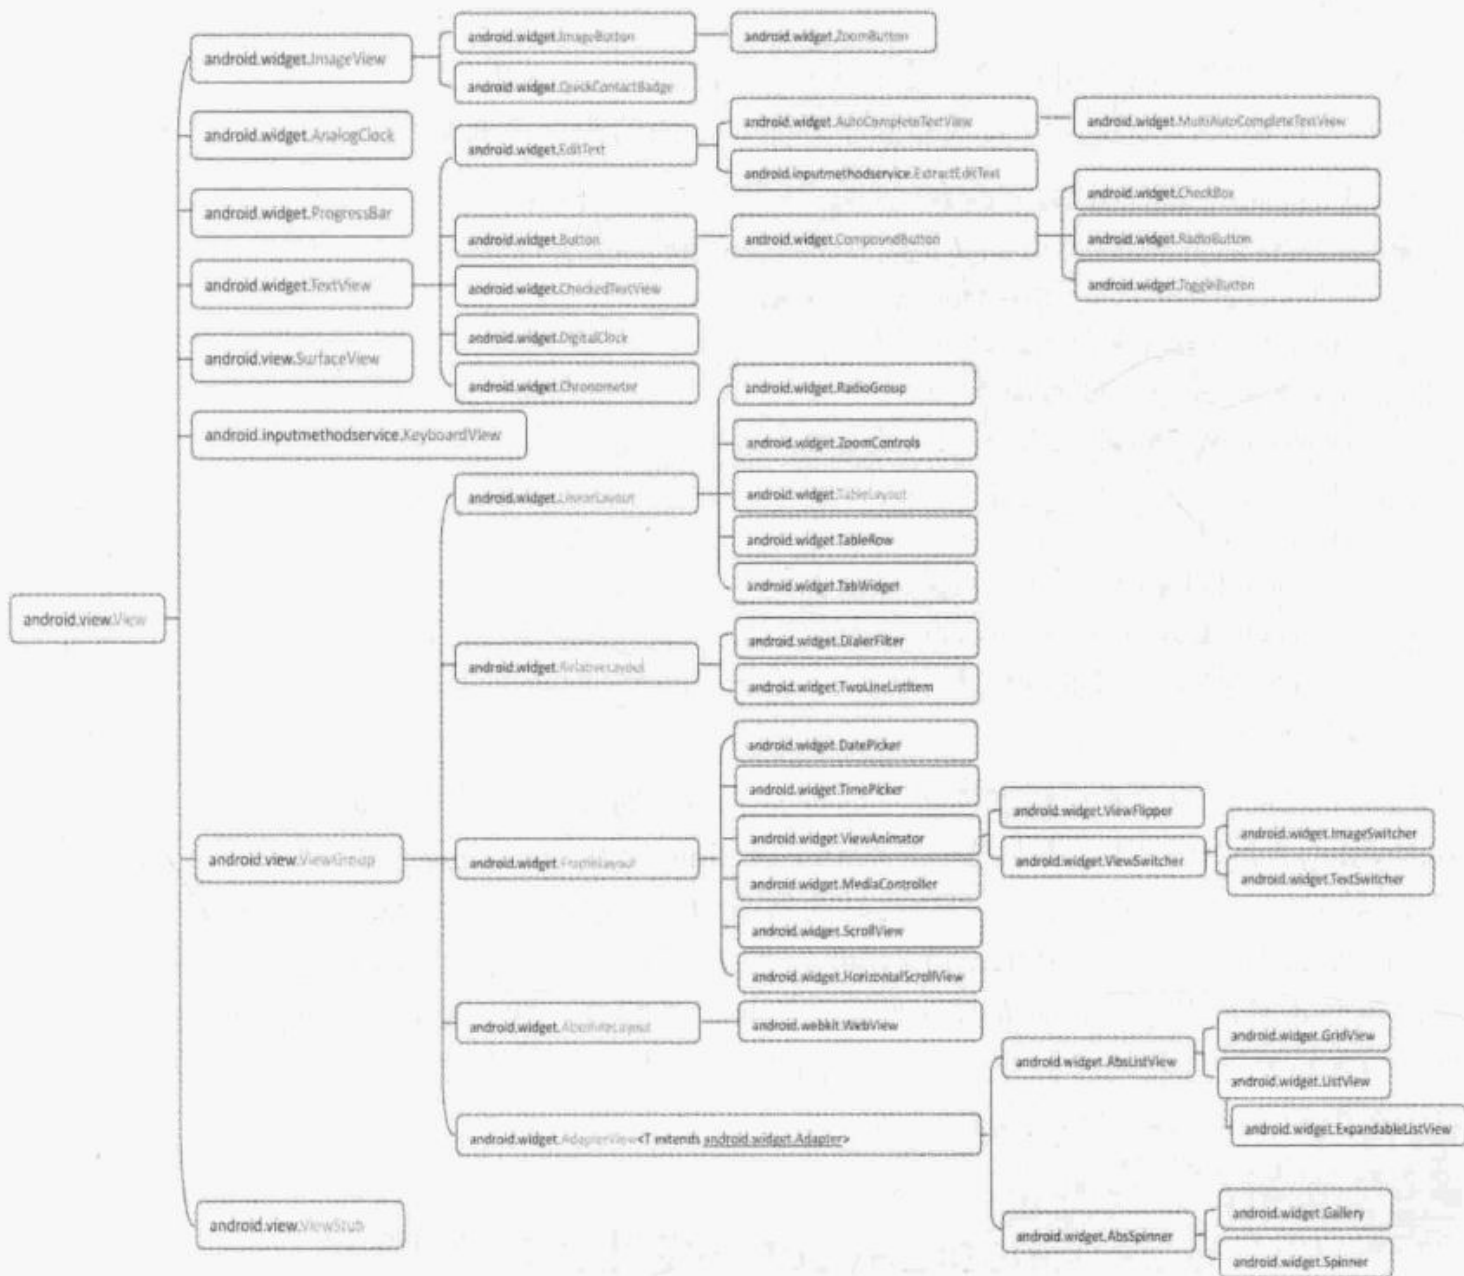 android.view.View
android.widget.ImageView
android.widget.ImageButton
android.widget.ZoomButton
android.widget.QuickContactBadge
android.widget.AnalogClock
android.widget.ProgressBar
android.widget.TextView
android.widget.EditText
android.widget.AutoCompleteTextView
android.widget.MultiAutoCompleteTextView
android.inputmethodservice.ExtractEditText
android.widget.Button
android.widget.CompoundButton
android.widget.CheckBox
android.widget.RadioButton
android.widget.ToggleButton
android.widget.CheckedTextView
android.widget.DigitalClock
android.widget.Chronometer
android.view.SurfaceView
android.inputmethodservice.KeyboardView
android.view.ViewGroup
android.widget.LinearLayout
android.widget.RadioGroup
android.widget.ZoomControls
android.widget.TableLayout
android.widget.TableRow
android.widget.TabWidget
android.widget.RelativeLayout
android.widget.DialerFilter
android.widget.TwoLineListItem
android.widget.FrameLayout
android.widget.DatePicker
android.widget.TimePicker
android.widget.ViewAnimator
android.widget.ViewFlipper
android.widget.ViewSwitcher
android.widget.ImageSwitcher
android.widget.TextSwitcher
android.widget.MediaController
android.widget.ScrollView
android.widget.HorizontalScrollView
android.widget.AbsoluteLayout
android.webkit.WebView
android.widget.AdapterView<T extends android.widget.Adapter>
android.widget.AbsListView
android.widget.GridView
android.widget.ListView
android.widget.ExpandableListView
android.widget.AbsSpinner
android.widget.Gallery
android.widget.Spinner
android.view.ViewStub